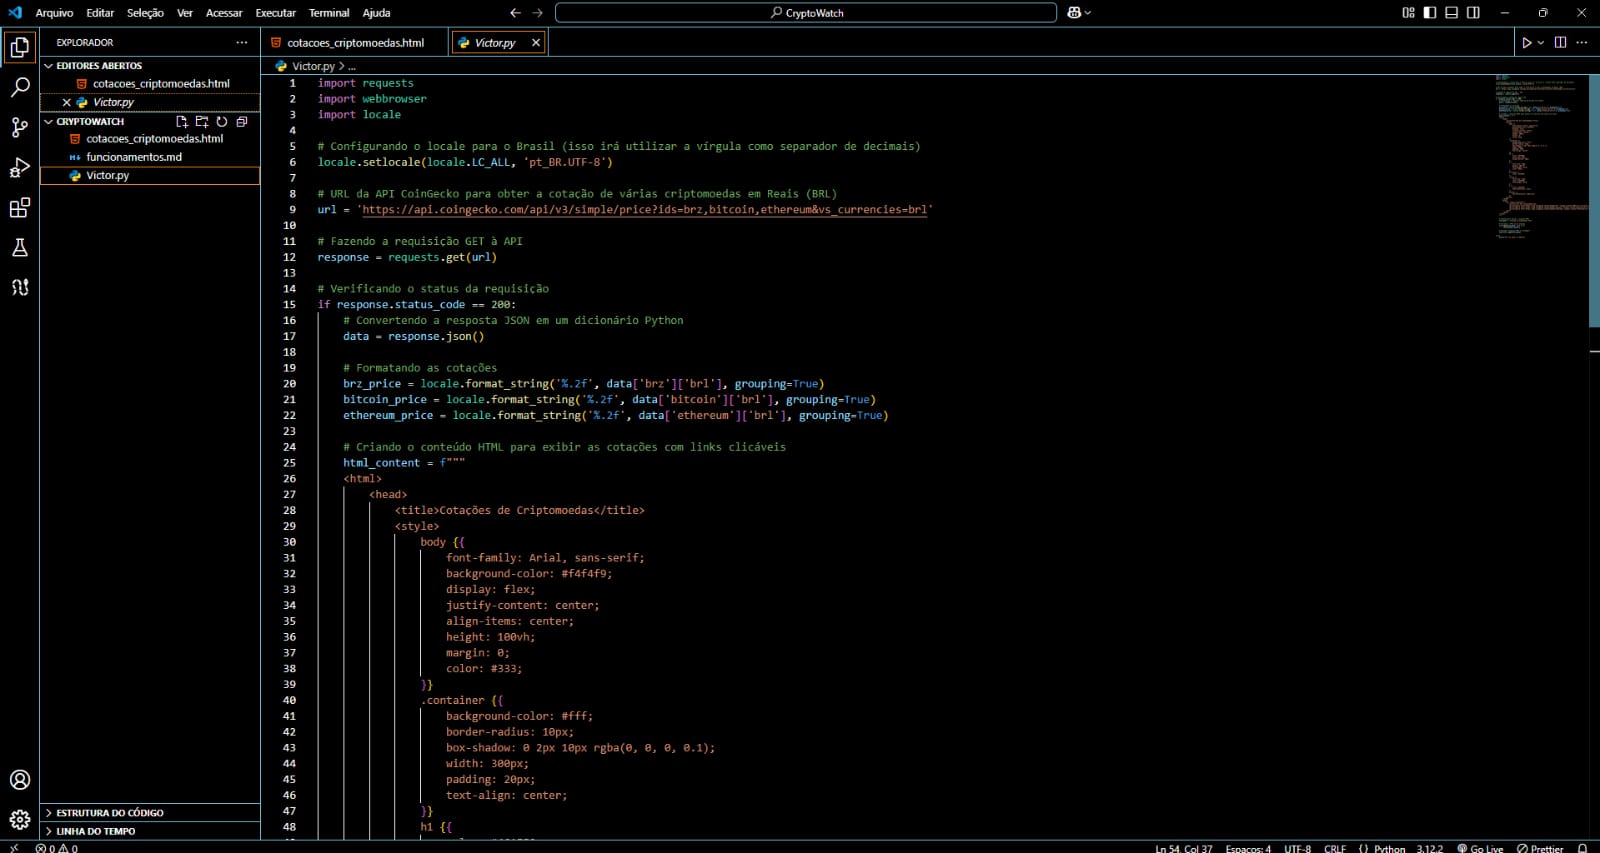 Arquivo Editar Seleção Ver Acessar Executar Terminal Ajuda
CryptoWatch
EXPLORADOR
EDITORES ABERTOS
cotacoes_criptomoedas.html
Victor.py
CRYPTOWATCH
cotacoes_criptomoedas.html
funcionamentos.md
Victor.py
ESTRUTURA DO CÓDIGO
LINHA DO TEMPO
cotacoes_criptomoedas.html Victor.py
Victor.py > ...
1 import requests
2 import webbrowser
3 import locale
4
5 # Configurando o locale para o Brasil (isso irá utilizar a vírgula como separador de decimais)
6 locale.setlocale(locale.LC_ALL, 'pt_BR.UTF-8')
7
8 # URL da API CoinGecko para obter a cotação de várias criptomoedas em Reais (BRL)
9 url = 'https://api.coingecko.com/api/v3/simple/price?ids=brz,bitcoin,ethereum&vs_currencies=brl'
10
11 # Fazendo a requisição GET à API
12 response = requests.get(url)
13
14 # Verificando o status da requisição
15 if response.status_code == 200:
16 # Convertendo a resposta JSON em um dicionário Python
17 data = response.json()
18
19 # Formatando as cotações
20 brz_price = locale.format_string('%.2f', data['brz']['brl'], grouping=True)
21 bitcoin_price = locale.format_string('%.2f', data['bitcoin']['brl'], grouping=True)
22 ethereum_price = locale.format_string('%.2f', data['ethereum']['brl'], grouping=True)
23
24 # Criando o conteúdo HTML para exibir as cotações com links clicáveis
25 html_content = f"""
26 <html>
27 <head>
28 <title>Cotações de Criptomoedas</title>
29 <style>
30 body {{
31 font-family: Arial, sans-serif;
32 background-color: #f4f4f9;
33 display: flex;
34 justify-content: center;
35 align-items: center;
36 height: 100vh;
37 margin: 0;
38 color: #333;
39 }}
40 .container {{
41 background-color: #fff;
42 border-radius: 10px;
43 box-shadow: 0 2px 10px rgba(0, 0, 0, 0.1);
44 width: 300px;
45 padding: 20px;
46 text-align: center;
47 }}
48 h1 {{
0 0 Ln 54, Col 37 Espaços: 4 UTF-8 CRLF {} Python 3.12.2 Go Live Prettier